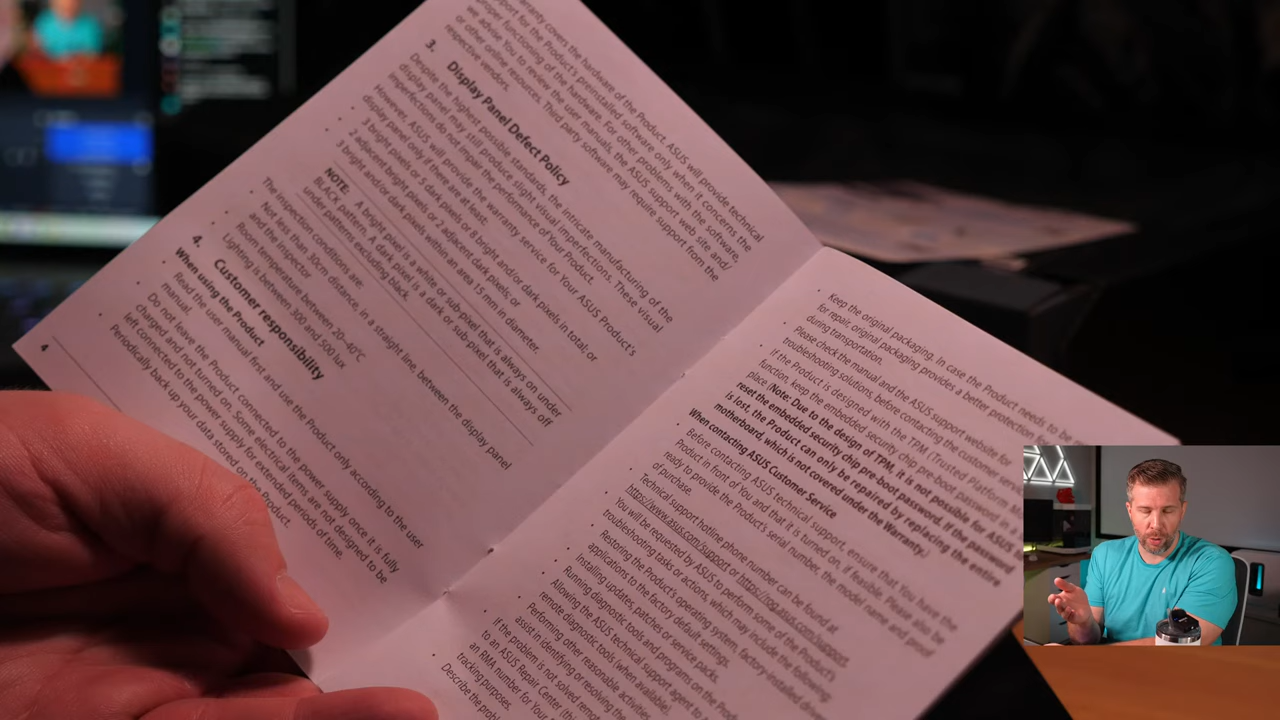 arranty covers the hardware of the Product. ASUS will provide technical
support for the Product's preinstalled software only when it concerns the
proper functioning of the hardware. For other problems with the software,
we advise You to review the user manuals, the ASUS support web site and/
or other online resources. Third party software may require support from the
respective vendors.
3. Display Panel Defect Policy
Despite the highest possible standards, the intricate manufacturing of the
display panel may still produce slight visual imperfections. These visual
imperfections do not impair the performance of Your Product.
However, ASUS will provide the warranty service for Your ASUS Product's
display panel only if there are at least:
• 3 bright pixels or 5 dark pixels or 8 bright and/or dark pixels in total; or
• 2 adjacent bright pixels or 2 adjacent dark pixels; or
• 3 bright and/or dark pixels within an area 15 mm in diameter.
NOTE: A bright pixel is a white or sub-pixel that is always on under
BLACK pattern. A dark pixel is a dark or sub-pixel that is always off
under pattern excluding black.
The inspection conditions are:
• Not less than 30cm distance, in a straight line, between the display panel
and the inspector
• Room temperature between 20~40°C
• Lighting is between 300 and 500 lux
4. Customer responsibility
When using the Product
• Read the user manual first and use the Product only according to the user
manual.
• Do not leave the Product connected to the power supply once it is fully
charged and not turned on. Some electrical items are not designed to be
left connected to the power supply for extended periods of time.
• Periodically back up your data stored on the Product.
4
• Keep the original packaging. In case the Product needs to be
for repair, original packaging provides a better protection
during transportation.
• Please check the manual and the ASUS support website for
troubleshooting solutions, before contacting the customer
• If the Product is designed with the TPM (Trusted Platform
function, keep the embedded security chip pre-boot password in a
place (Note: Due to the design of TPM, it is not possible for ASUS
reset the embedded security chip pre-boot password. If the password
is lost, the Product can only be repaired by replacing the entire
motherboard, which is not covered under the Warranty.)
When contacting ASUS Customer Service
• Before contacting ASUS technical support, ensure that You have the
Product in front of You and that it is turned on, if feasible. Please also be
ready to provide the Product's serial number, the model name and proof
of purchase.
• Technical support hotline phone number can be found at
https://www.asus.com/support or https://rog.asus.com/support
• You will be requested by ASUS to perform some of the Product's
troubleshooting tasks or actions, which may include the following:
• Restoring the Product's operating system, factory-installed
applications to the factory default settings.
• Installing updates, patches or service packs.
• Running diagnostic tools and programs on the
• Allowing the ASUS technical support agent to
remote diagnostic tools (when available).
• Performing other reasonable activities
assist in identifying or resolving the
• If the problem is not solved
to an ASUS Repair Center
an RMA number for Your
tracking purposes.
• Describe the